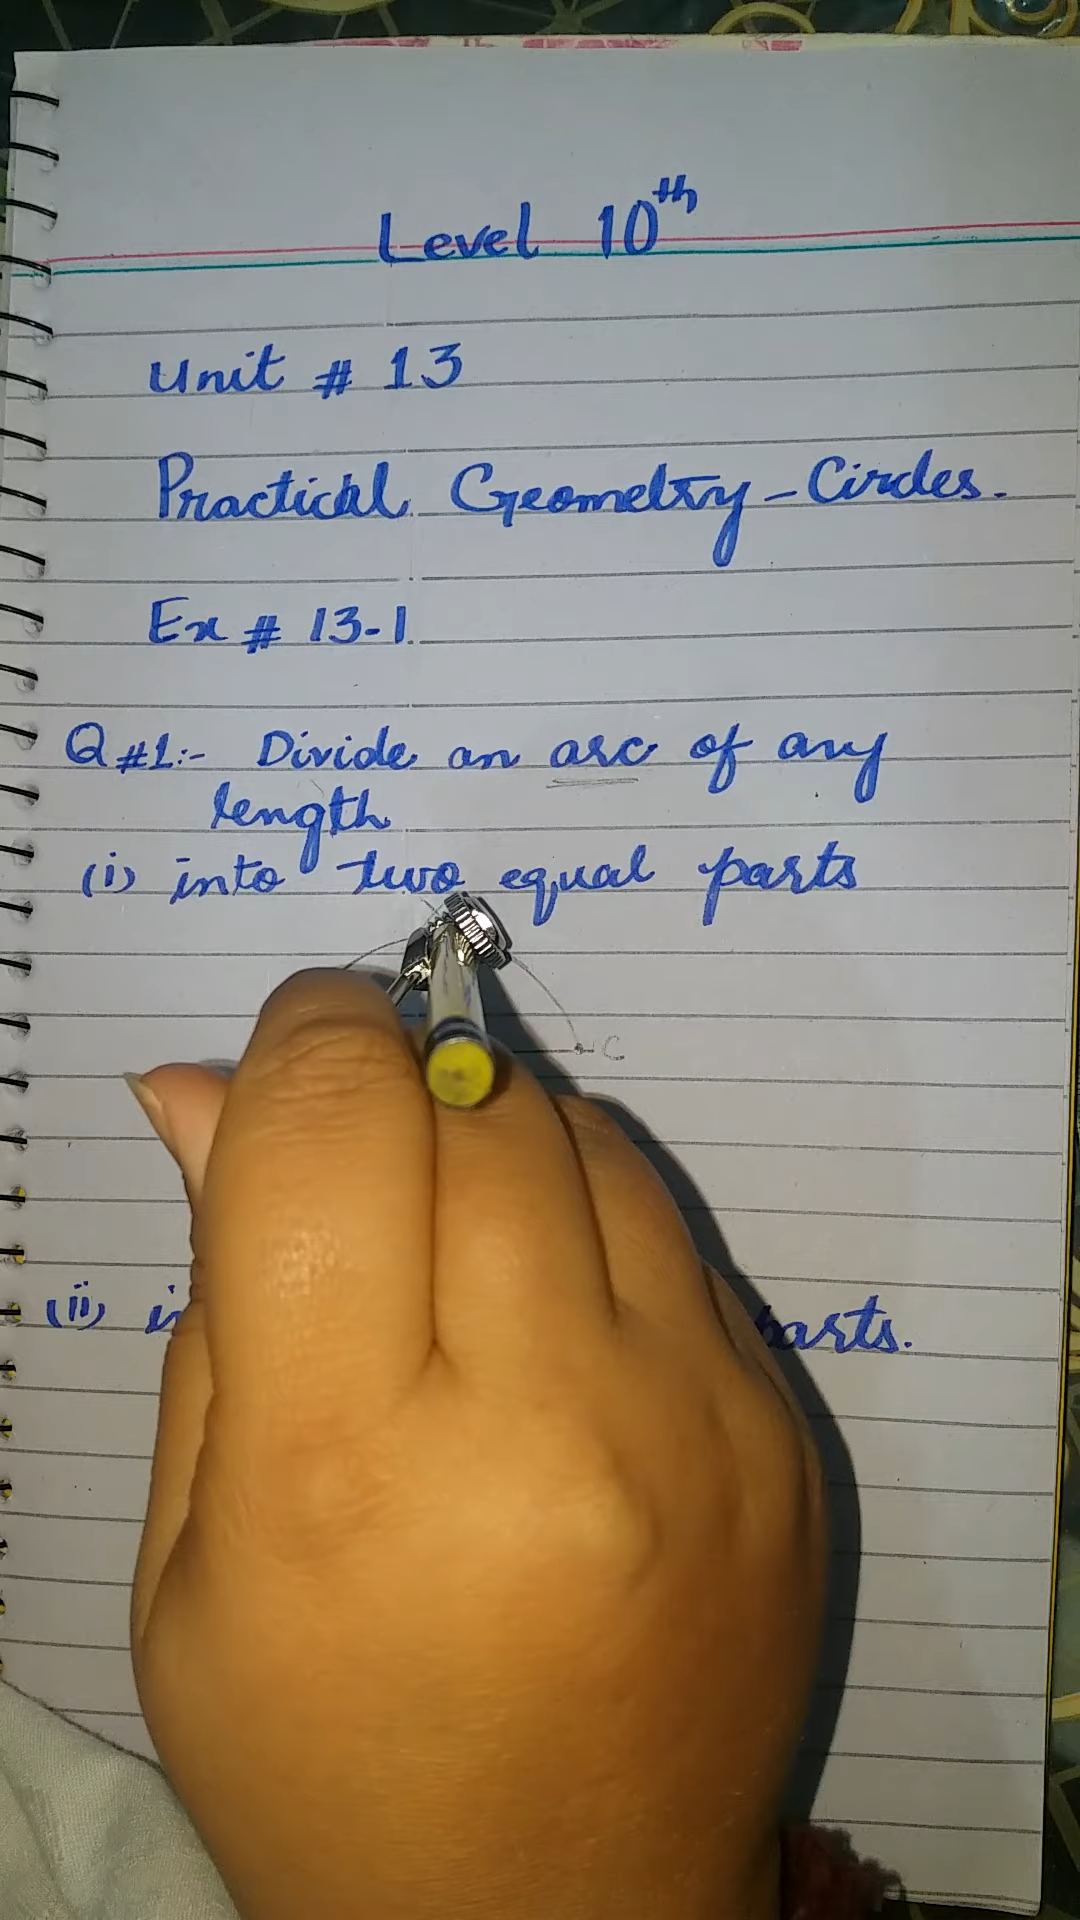 Level 10th
Unit # 13
Practical Geometry - Circles.
Ex # 13-1
Q #1:- Divide an arc of any
length
(i) into two equal parts
C
(ii) parts.